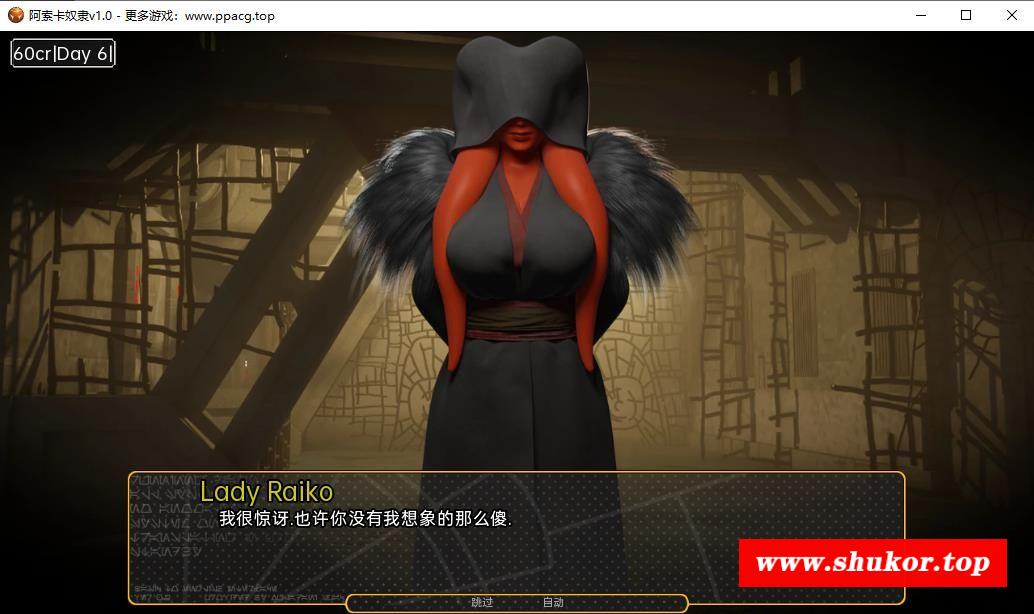 阿索卡奴隶v1.0 - 更多游戏：www.ppacg.top
60cr|Day 6|
Lady Raiko
我很惊讶.也许你没有我想象的那么傻.
www.shukor.top
跳过 自动